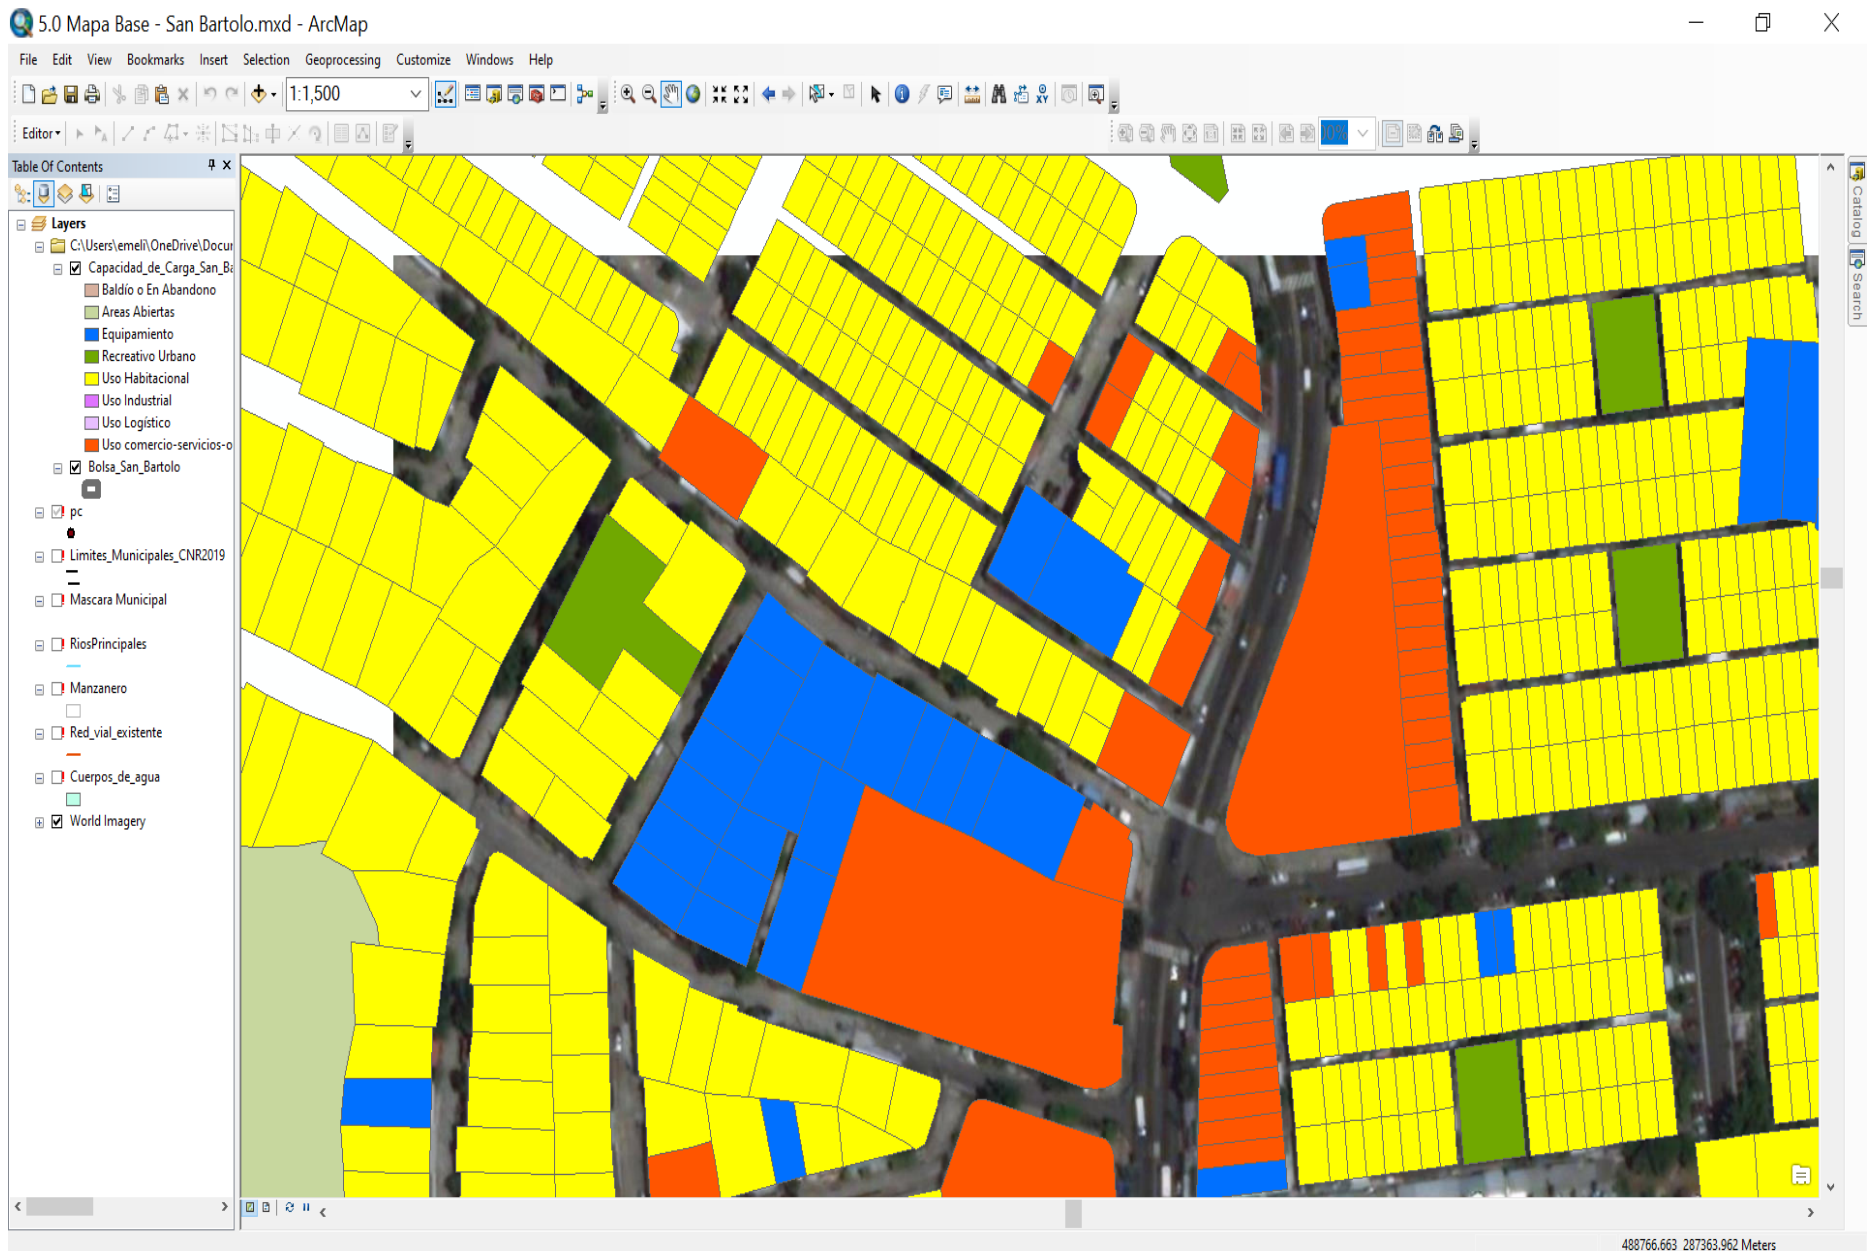 5.0 Mapa Base - San Bartolo.mxd - ArcMap
File Edit View Bookmarks Insert Selection Geoprocessing Customize Windows Help
1:1,500
Editor
Table Of Contents
Layers
C:\Users\emeli\OneDrive\Docur
Capacidad_de_Carga_San_Ba
Baldío o En Abandono
Areas Abiertas
Equipamiento
Recreativo Urbano
Uso Habitacional
Uso Industrial
Uso Logístico
Uso comercio-servicios-o
Bolsa_San_Bartolo
pc
Limites_Municipales_CNR2019
Mascara Municipal
RiosPrincipales
Manzanero
Red_vial_existente
Cuerpos_de_agua
World Imagery
Catalog
Search
488766.663 287363.962 Meters